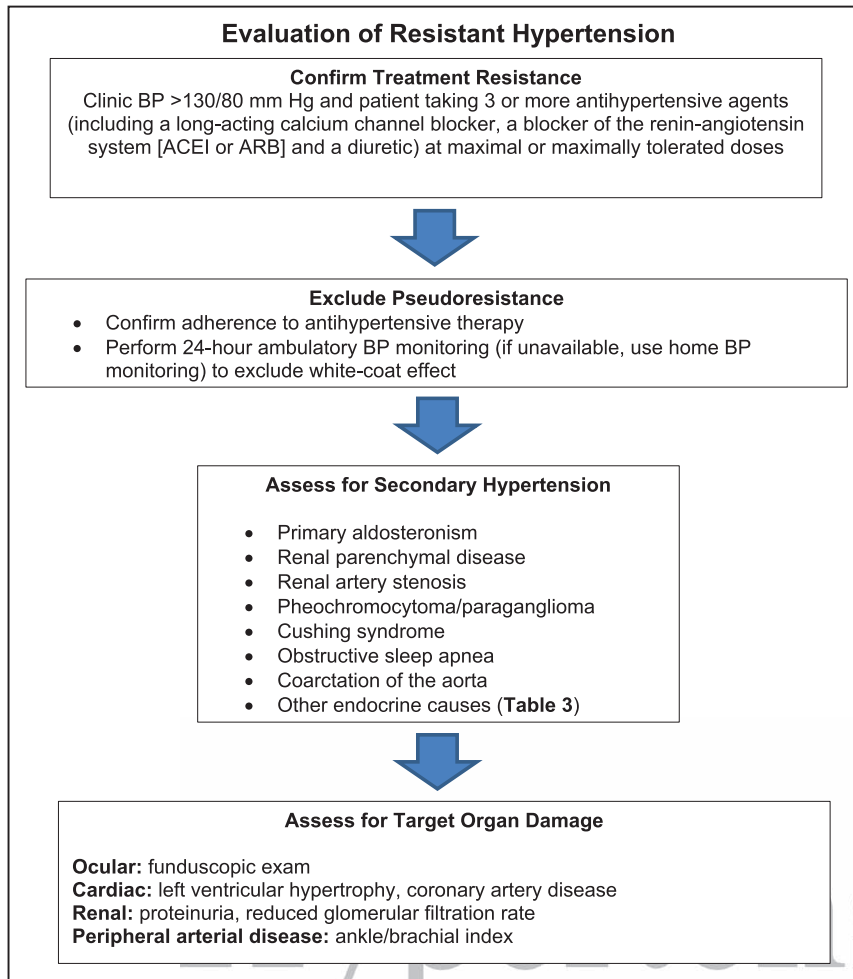 Evaluation of Resistant Hypertension
Confirm Treatment Resistance
Clinic BP >130/80 mm Hg and patient taking 3 or more antihypertensive agents
(including a long-acting calcium channel blocker, a blocker of the renin-angiotensin
system [ACEI or ARB] and a diuretic) at maximal or maximally tolerated doses
Exclude Pseudoresistance
• Confirm adherence to antihypertensive therapy
• Perform 24-hour ambulatory BP monitoring (if unavailable, use home BP
monitoring) to exclude white-coat effect
Assess for Secondary Hypertension
• Primary aldosteronism
• Renal parenchymal disease
• Renal artery stenosis
• Pheochromocytoma/paraganglioma
• Cushing syndrome
• Obstructive sleep apnea
• Coarctation of the aorta
• Other endocrine causes (Table 3)
Assess for Target Organ Damage
Ocular: funduscopic exam
Cardiac: left ventricular hypertrophy, coronary artery disease
Renal: proteinuria, reduced glomerular filtration rate
Peripheral arterial disease: ankle/brachial index